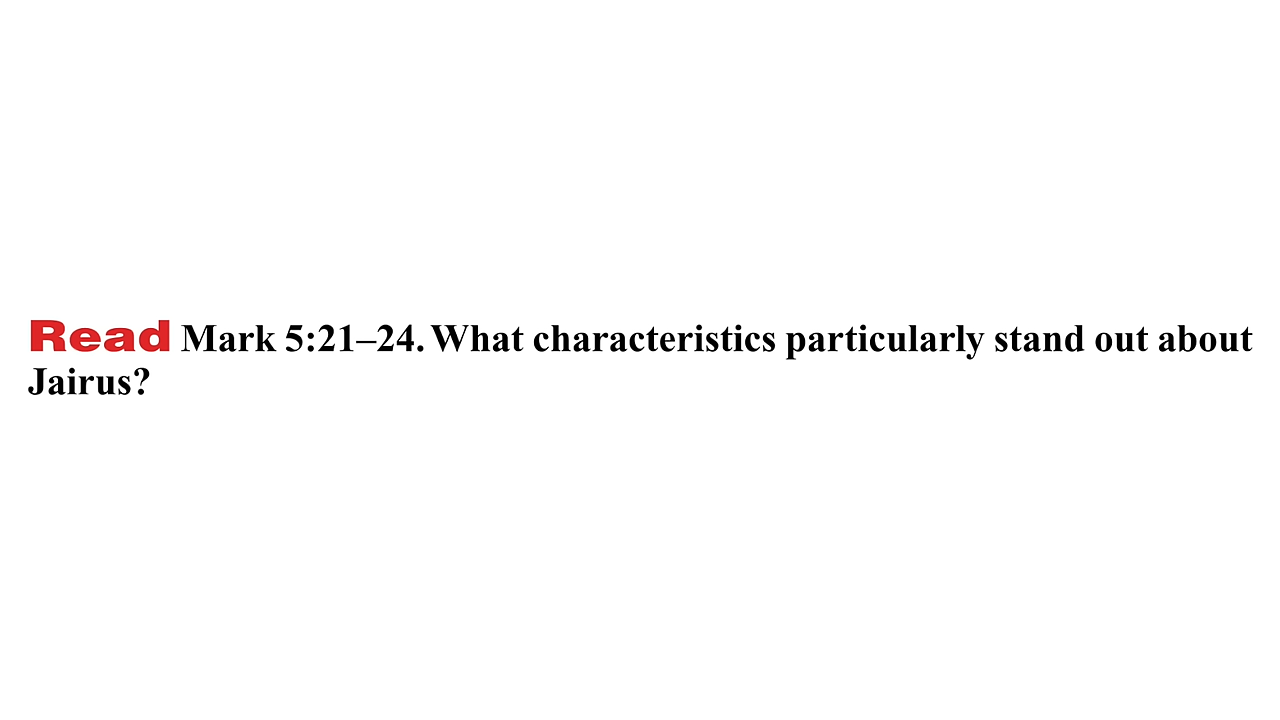 Read Mark 5:21–24. What characteristics particularly stand out about
Jairus?